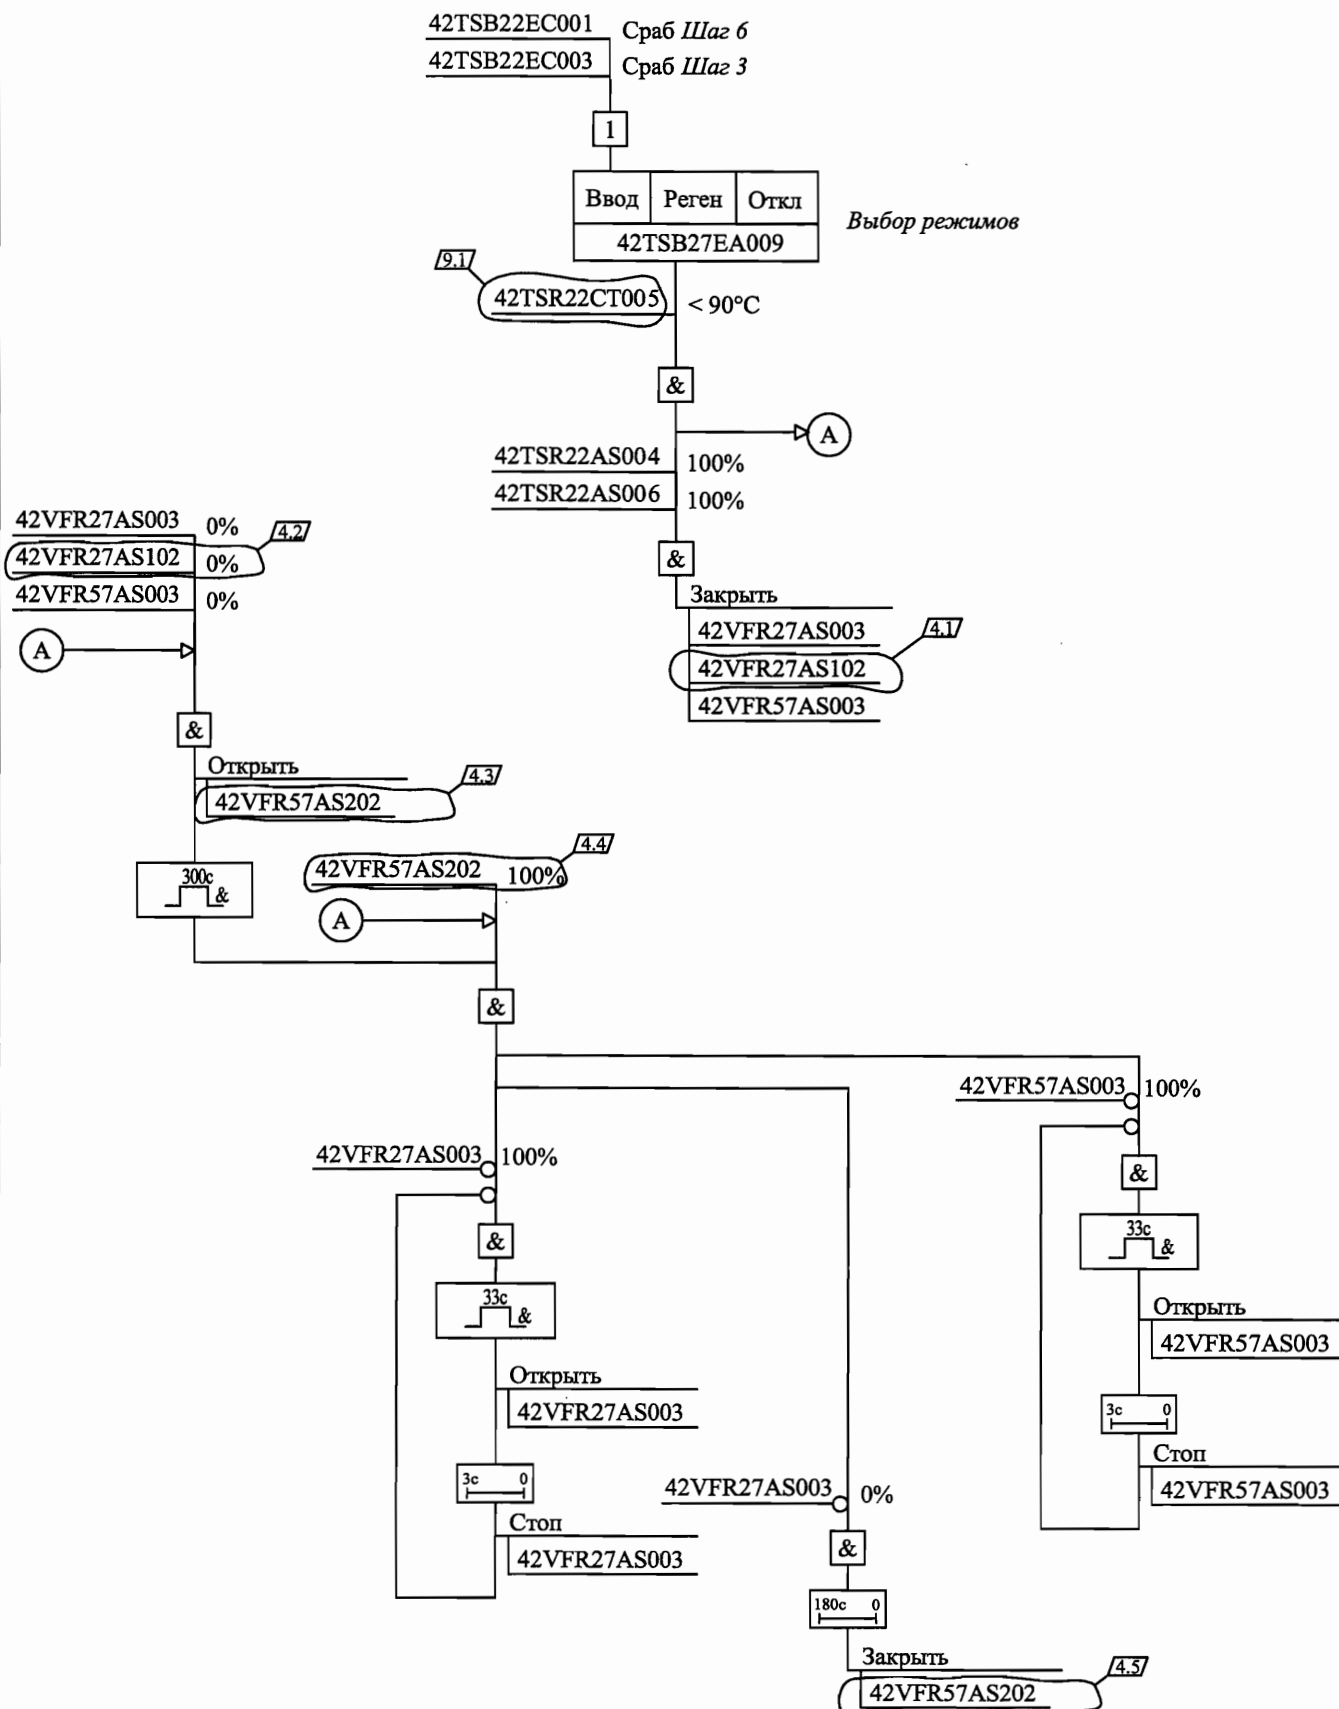 42TSB22EC001 Сраб Шаг 6
42TSB22EC003 Сраб Шаг 3
1
Ввод Реген Откл
42TSB27EA009
Выбор режимов
9.1
42TSR22CT005 < 90°C
&
A
42TSR22AS004 100%
42TSR22AS006 100%
&
Закрыть
42VFR27AS003
4.1
42VFR27AS102
42VFR57AS003
42VFR27AS003 0%
4.2
42VFR27AS102 0%
42VFR57AS003 0%
A
&
Открыть
4.3
42VFR57AS202
300с
&
4.4
42VFR57AS202 100%
A
&
42VFR27AS003 100%
&
33с
&
Открыть
42VFR27AS003
3с 0
Стоп
42VFR27AS003
42VFR27AS003 0%
&
180с 0
Закрыть
4.5
42VFR57AS202
42VFR57AS003 100%
&
33с
&
Открыть
42VFR57AS003
3с 0
Стоп
42VFR57AS003